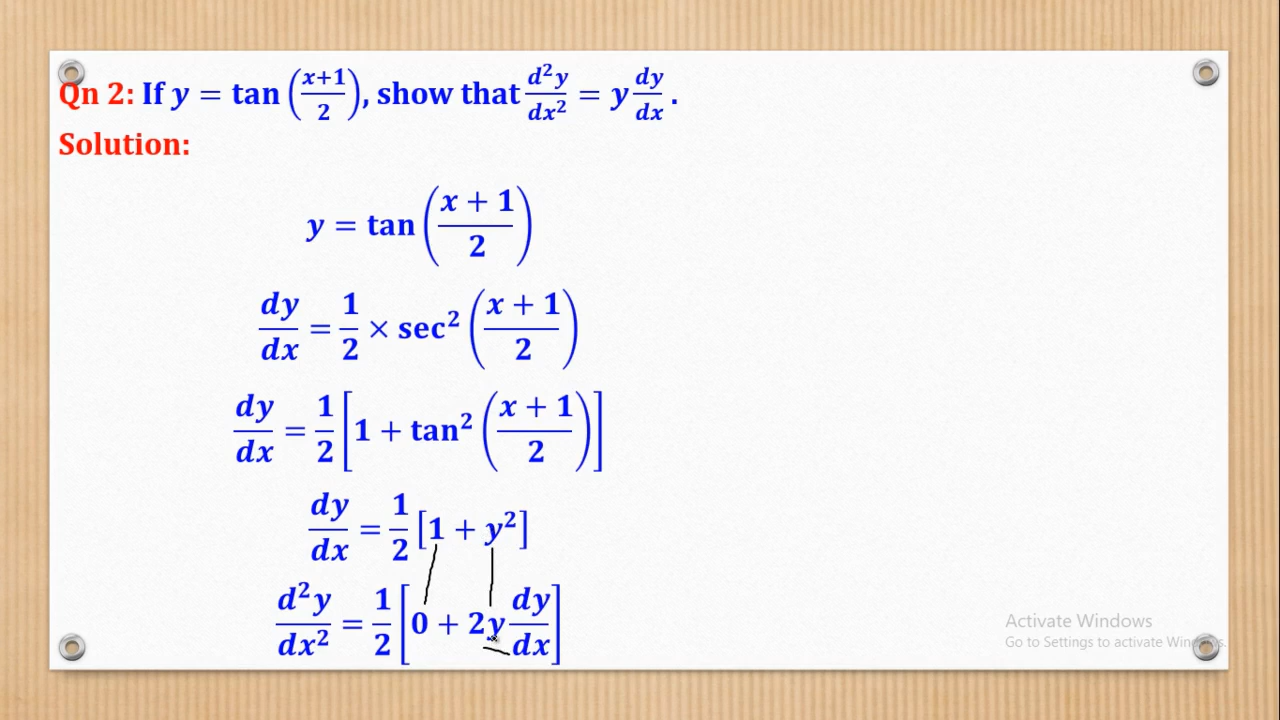 Qn 2: If y = tan ((x+1)/2), show that d²y/dx² = y dy/dx .
Solution:
y = tan ((x + 1)/2)
dy/dx = 1/2 × sec² ((x + 1)/2)
dy/dx = 1/2 [1 + tan² ((x + 1)/2)]
dy/dx = 1/2 [1 + y²]
d²y/dx² = 1/2 [0 + 2y dy/dx]
Activate Windows
Go to Settings to activate Windows.